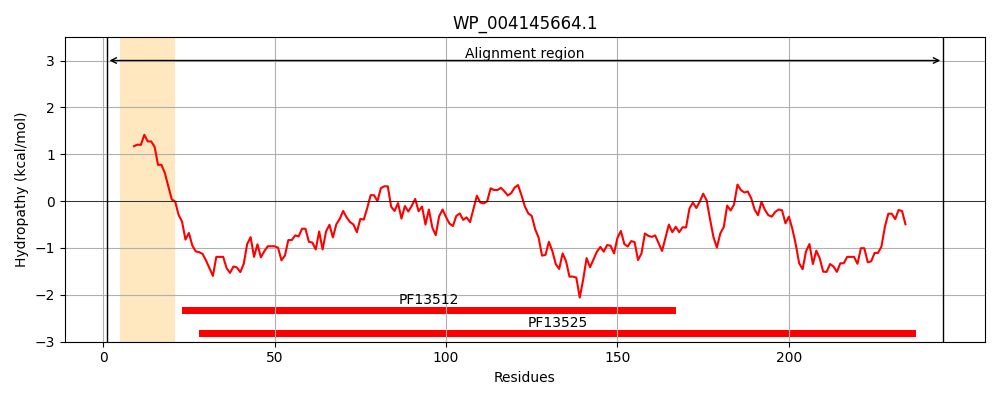 WP_004145664.1
Alignment region
3
2
1
0
−1
−2
−3
Hydropathy (kcal/mol)
PF13512
PF13525
0
50
100
150
200
Residues